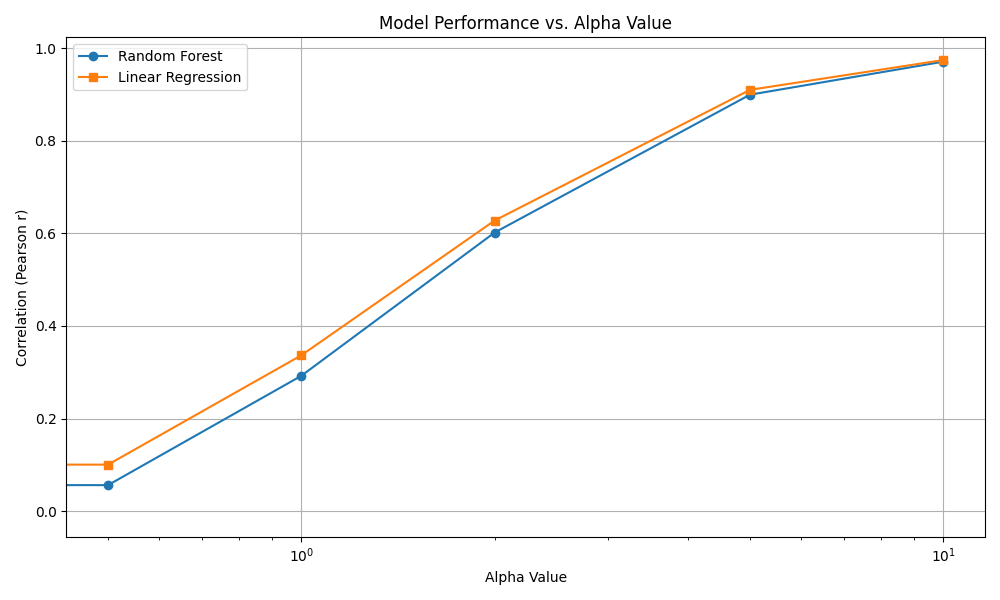 Model Performance vs. Alpha Value
Random Forest
Linear Regression
Correlation (Pearson r)
1.0
0.8
0.6
0.4
0.2
0.0
10⁰
10¹
Alpha Value